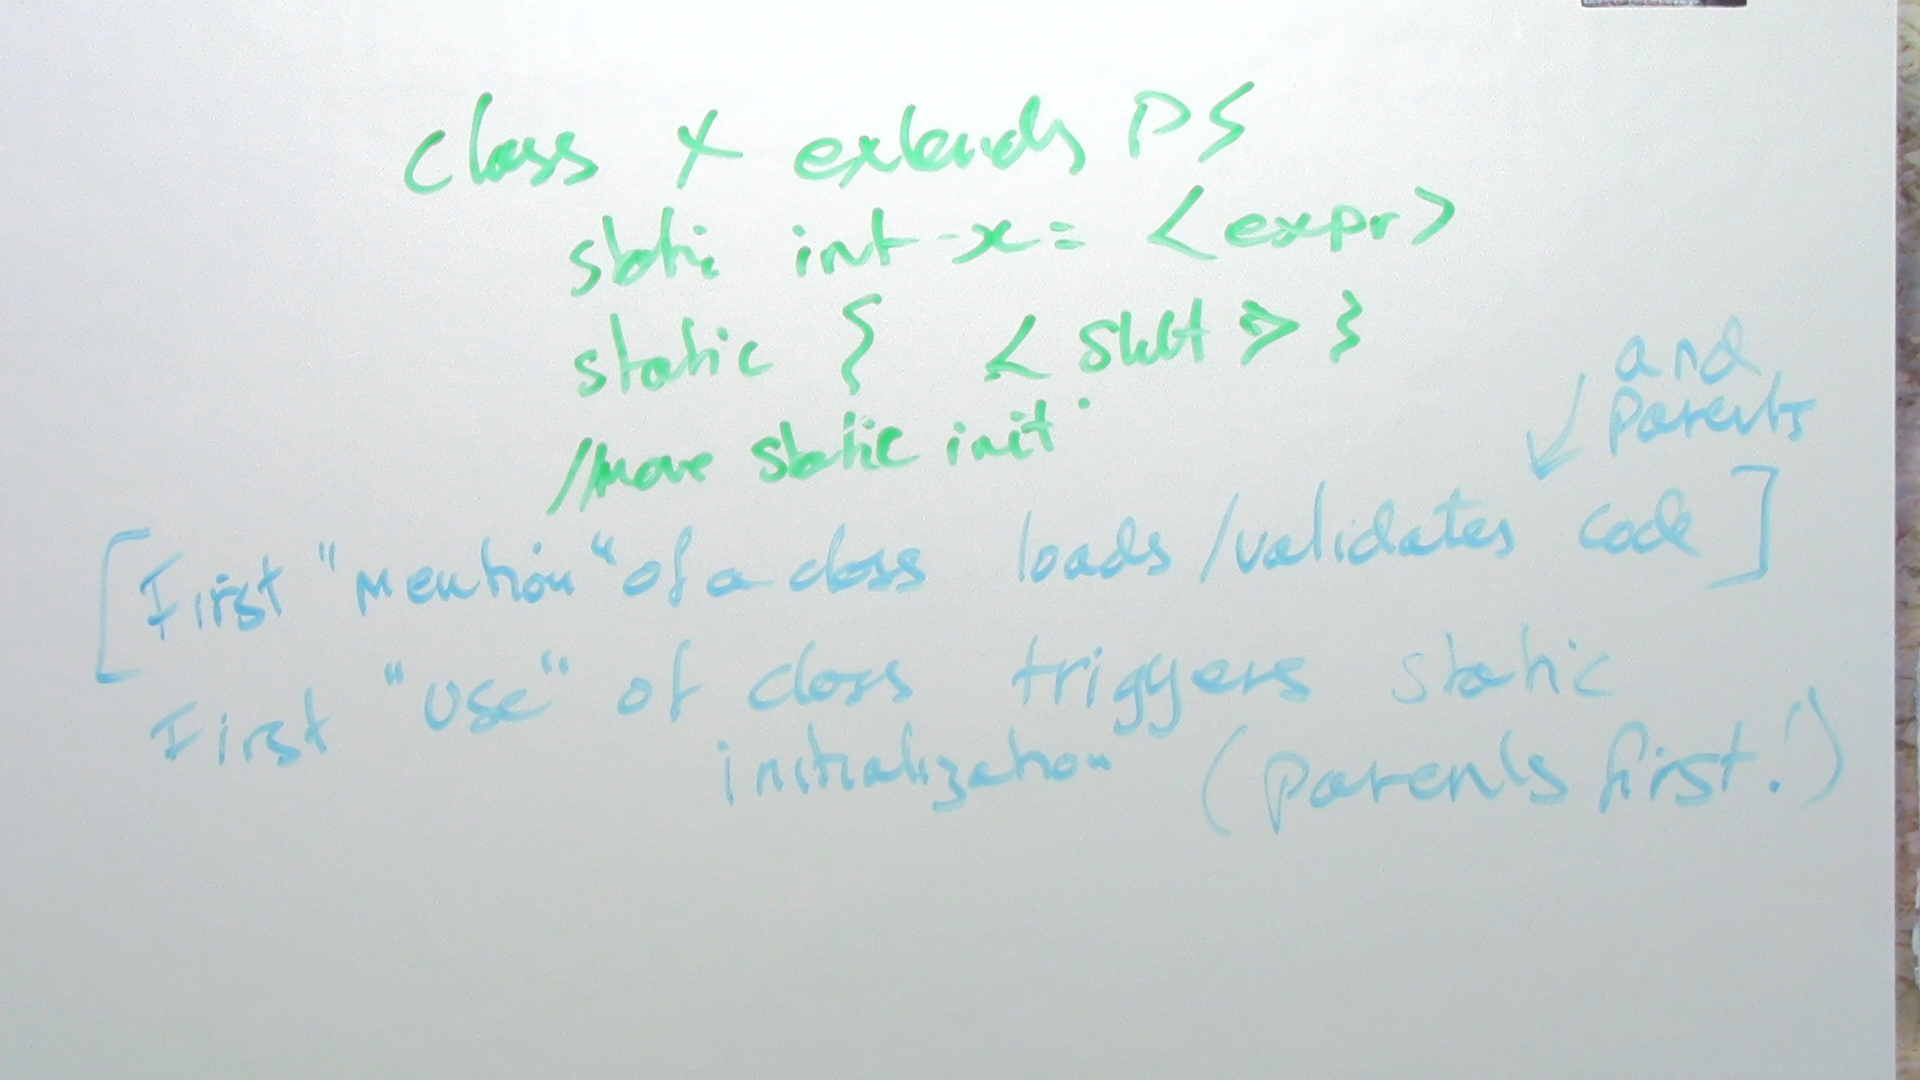 class X extends P {
static int x = <expr>
static { <stmt> }
// more static init
and
parents
[First "mention" of a class loads/validates code]
First "use" of class triggers static
initialization (parents first!)